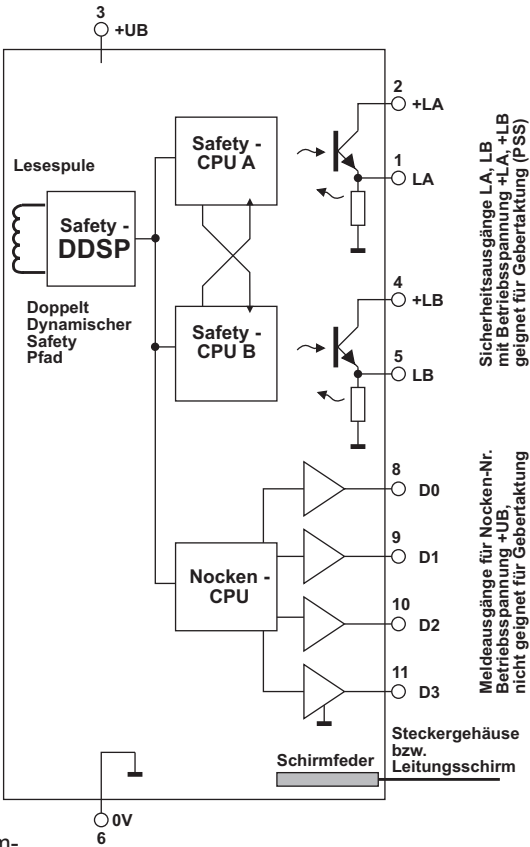 3
+UB
2
+LA
Safety -
CPU A
1
LA
Lesespule
Safety -
DDSP
Doppelt
Dynamischer
Safety
Pfad
4
+LB
Safety -
CPU B
5
LB
Sicherheitsausgänge LA, LB
mit Betriebsspannung +LA, +LB
geignet für Gebertaktung (PSS)
8
D0
Nocken -
CPU
9
D1
10
D2
11
D3
Meldeausgänge für Nocken-Nr.
Betriebsspannung +UB,
nicht geignet für Gebertaktung
Schirmfeder
Steckergehäuse
bzw.
Leitungsschirm
0V
6
m-